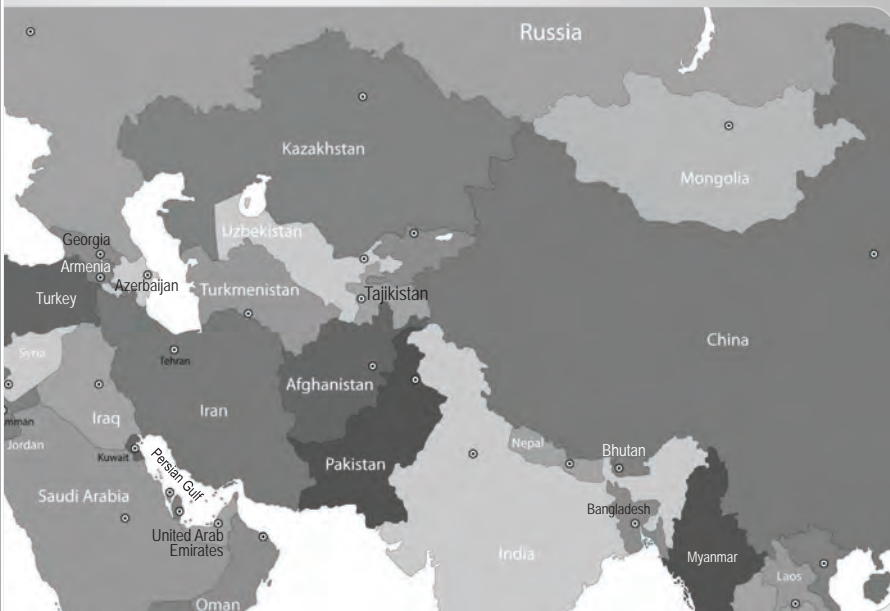 Russia
Kazakhstan
Mongolia
Uzbekistan
Georgia
Armenia
Azerbaijan
Turkey
Turkmenistan
Tajikistan
China
Syria
Tehran
Afghanistan
Iran
Iraq
mman
Jordan
Kuwait
Persian Gulf
Pakistan
Nepal
Bhutan
Saudi Arabia
Bangladesh
United Arab
Emirates
India
Myanmar
Laos
Oman